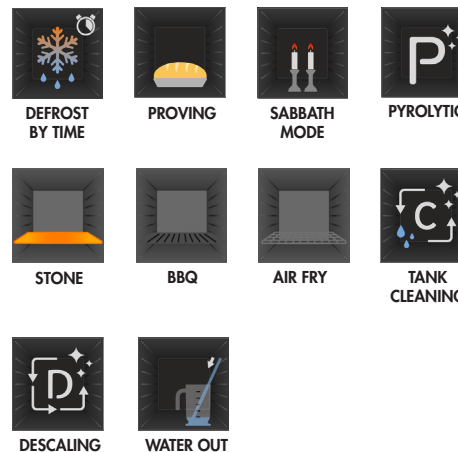 DEFROST
BY TIME
PROVING
SABBATH
MODE
P
PYROLYTIC
STONE
BBQ
AIR FRY
C
TANK
CLEANING
D
DESCALING
WATER OUT